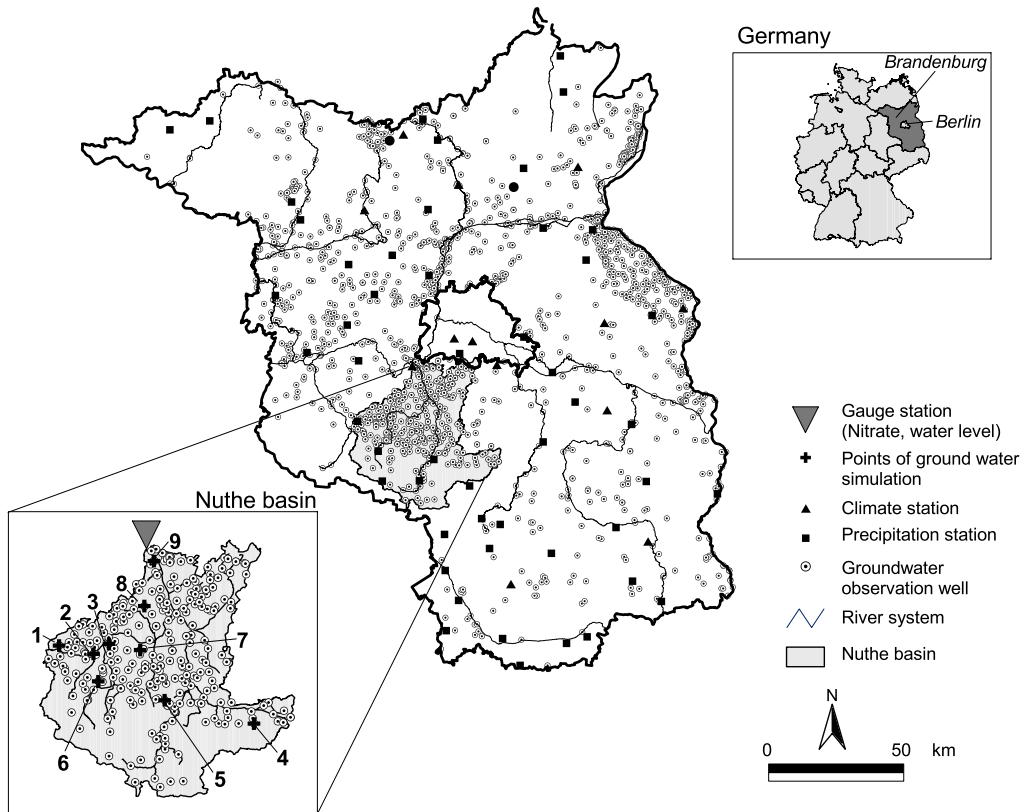 Germany
Brandenburg
Berlin
Gauge station
(Nitrate, water level)
Points of ground water
simulation
Climate station
Precipitation station
Groundwater
observation well
River system
Nuthe basin
N
0 50 km
Nuthe basin
9
8
3
2
1
7
6
5
4